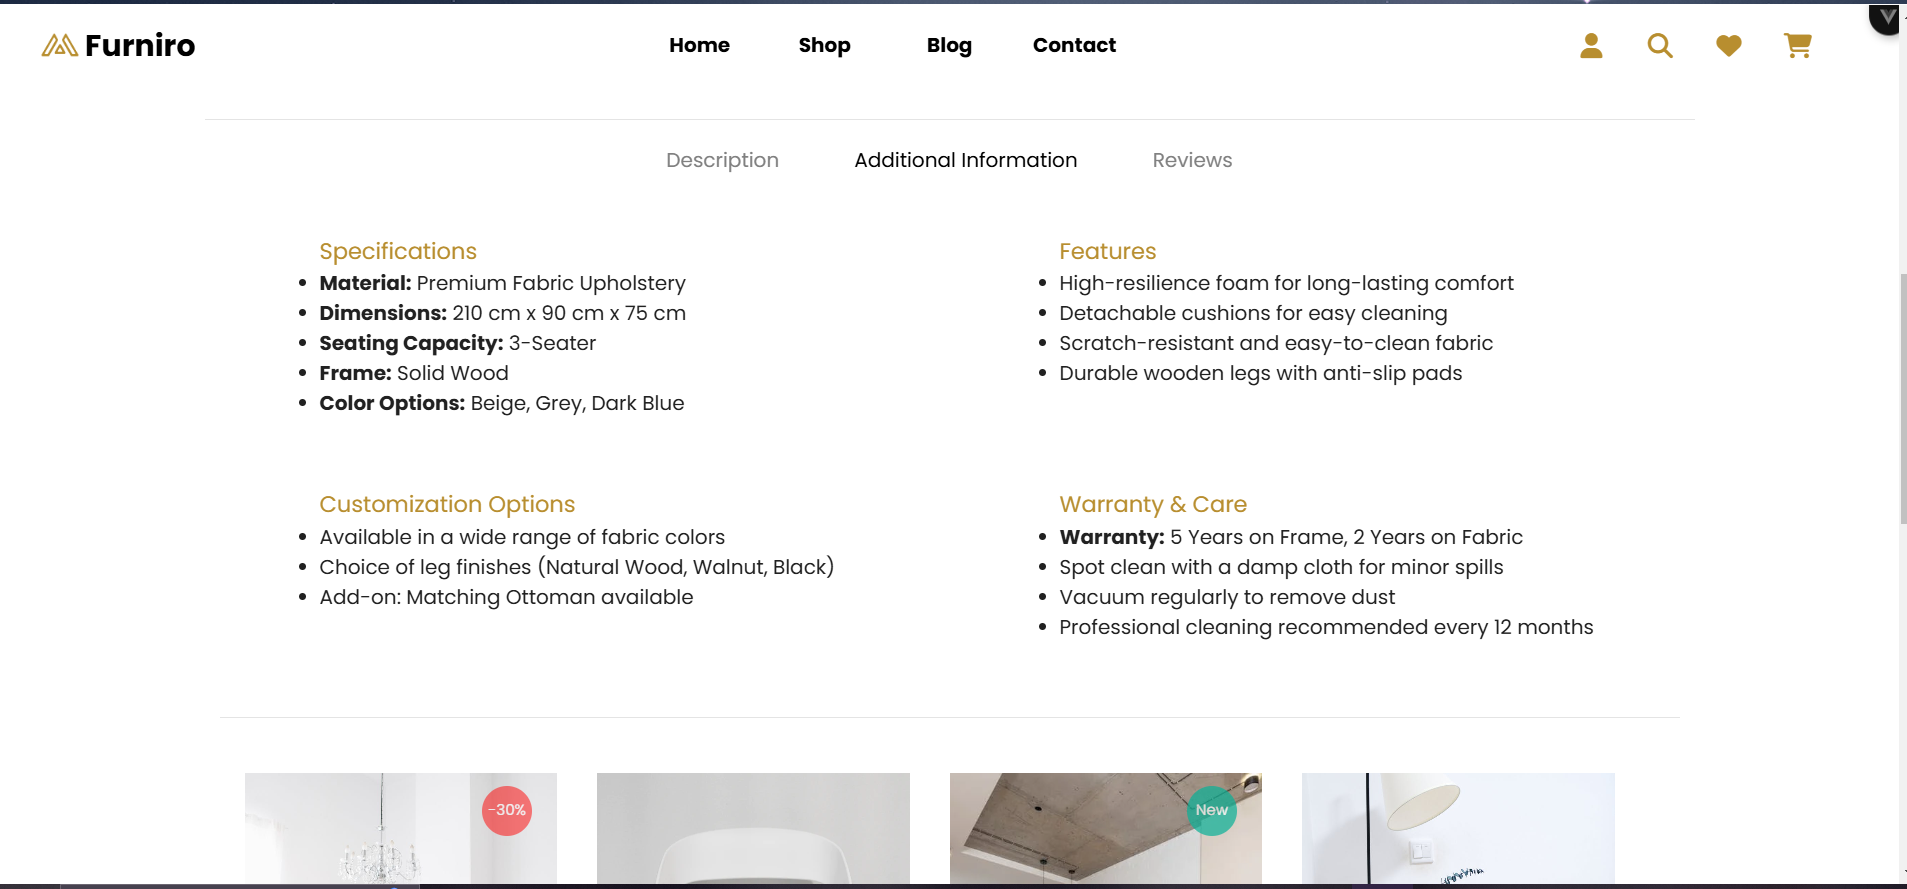 Furniro
Home Shop Blog Contact
Description Additional Information Reviews
Specifications
• Material: Premium Fabric Upholstery
• Dimensions: 210 cm x 90 cm x 75 cm
• Seating Capacity: 3-Seater
• Frame: Solid Wood
• Color Options: Beige, Grey, Dark Blue
Features
• High-resilience foam for long-lasting comfort
• Detachable cushions for easy cleaning
• Scratch-resistant and easy-to-clean fabric
• Durable wooden legs with anti-slip pads
Customization Options
• Available in a wide range of fabric colors
• Choice of leg finishes (Natural Wood, Walnut, Black)
• Add-on: Matching Ottoman available
Warranty & Care
• Warranty: 5 Years on Frame, 2 Years on Fabric
• Spot clean with a damp cloth for minor spills
• Vacuum regularly to remove dust
• Professional cleaning recommended every 12 months
-30%
New